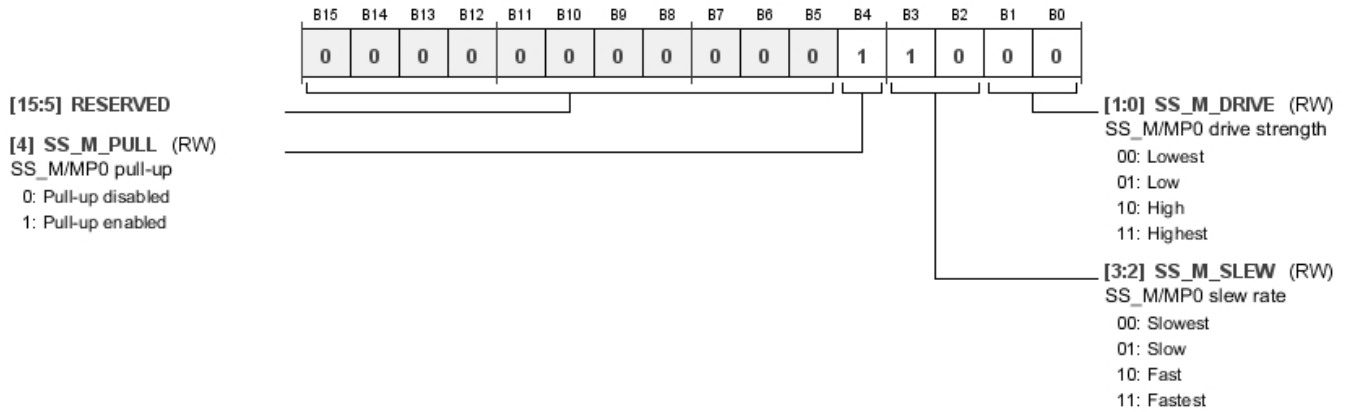 B15 B14 B13 B12 B11 B10 B9 B8 B7 B6 B5 B4 B3 B2 B1 B0
0 0 0 0 0 0 0 0 0 0 0 1 1 0 0 0
[15:5] RESERVED
[4] SS_M_PULL (RW)
SS_M/MP0 pull-up
0: Pull-up disabled
1: Pull-up enabled
[1:0] SS_M_DRIVE (RW)
SS_M/MP0 drive strength
00: Lowest
01: Low
10: High
11: Highest
[3:2] SS_M_SLEW (RW)
SS_M/MP0 slew rate
00: Slowest
01: Slow
10: Fast
11: Fastest